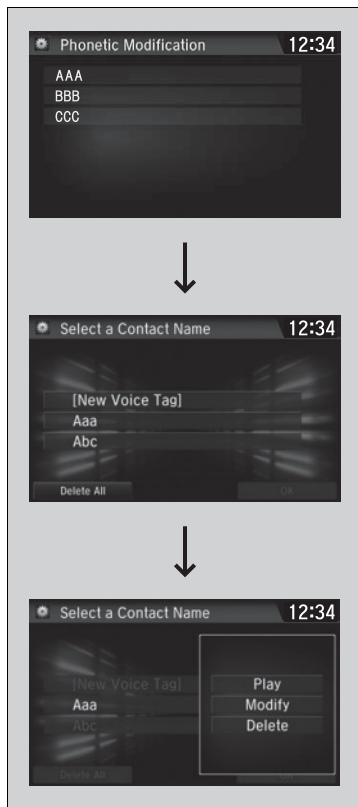 Phonetic Modification 12:34
AAA
BBB
CCC
Select a Contact Name 12:34
[New Voice Tag]
Aaa
Abc
Delete All OK
Select a Contact Name 12:34
[New Voice Tag] Play
Aaa Modify
Abc Delete
Delete All OK